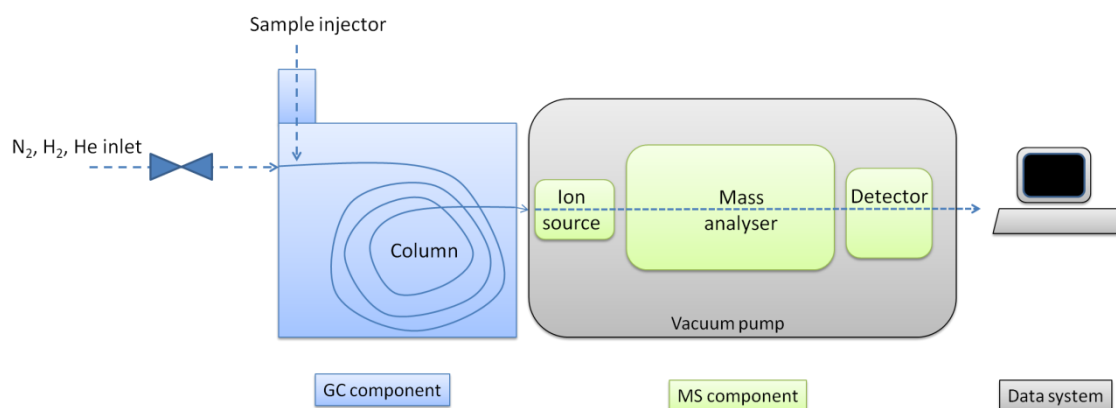 Sample injector
N₂, H₂, He inlet
Column
Ion
source
Mass
analyser
Detector
Vacuum pump
GC component
MS component
Data system